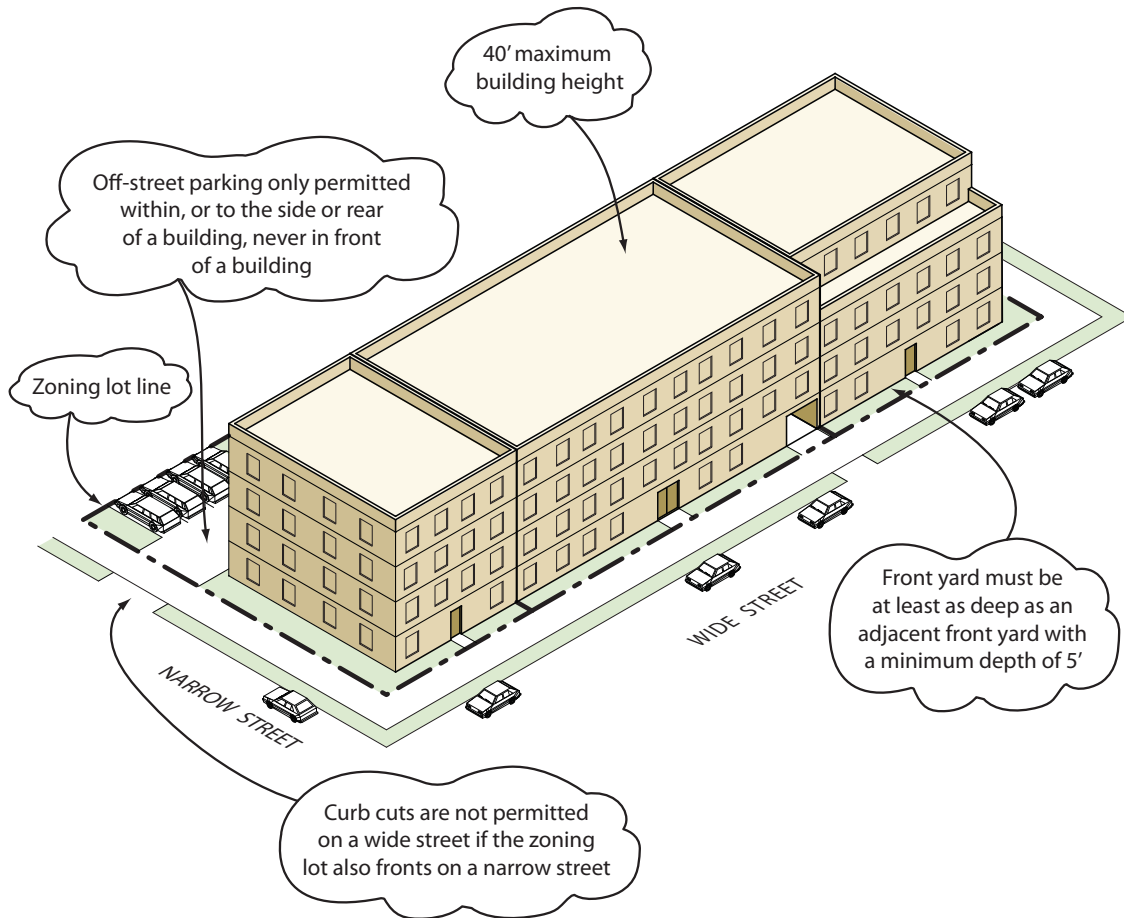 40′ maximum
building height
Off-street parking only permitted
within, or to the side or rear
of a building, never in front
of a building
Zoning lot line
Front yard must be
at least as deep as an
adjacent front yard with
a minimum depth of 5′
WIDE STREET
NARROW STREET
Curb cuts are not permitted
on a wide street if the zoning
lot also fronts on a narrow street